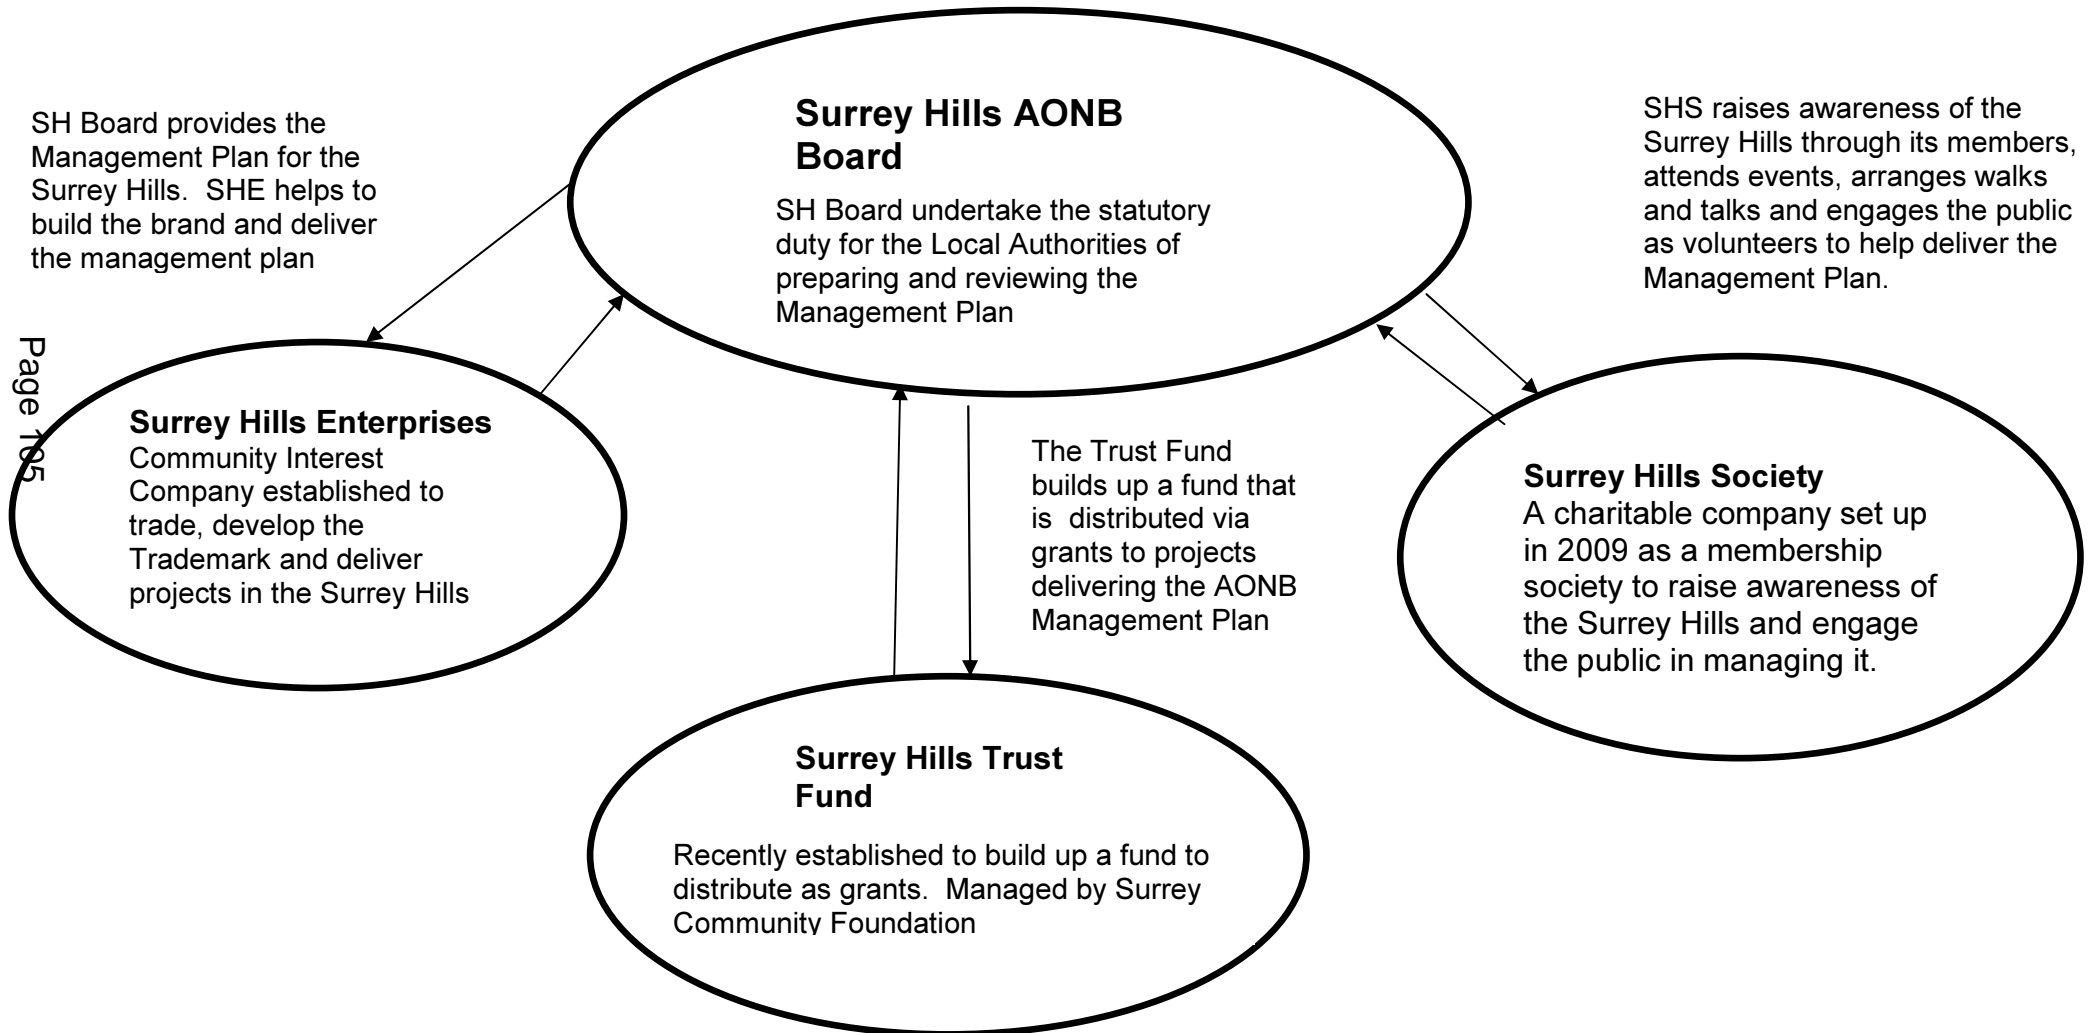 SH Board provides the
Management Plan for the
Surrey Hills.  SHE helps to
build the brand and deliver
the management plan
Surrey Hills AONB
Board
SH Board undertake the statutory
duty for the Local Authorities of
preparing and reviewing the
Management Plan
SHS raises awareness of the
Surrey Hills through its members,
attends events, arranges walks
and talks and engages the public
as volunteers to help deliver the
Management Plan.
Page 105
Surrey Hills Enterprises
Community Interest
Company established to
trade, develop the
Trademark and deliver
projects in the Surrey Hills
The Trust Fund
builds up a fund that
is  distributed via
grants to projects
delivering the AONB
Management Plan
Surrey Hills Society
A charitable company set up
in 2009 as a membership
society to raise awareness of
the Surrey Hills and engage
the public in managing it.
Surrey Hills Trust
Fund
Recently established to build up a fund to
distribute as grants.  Managed by Surrey
Community Foundation